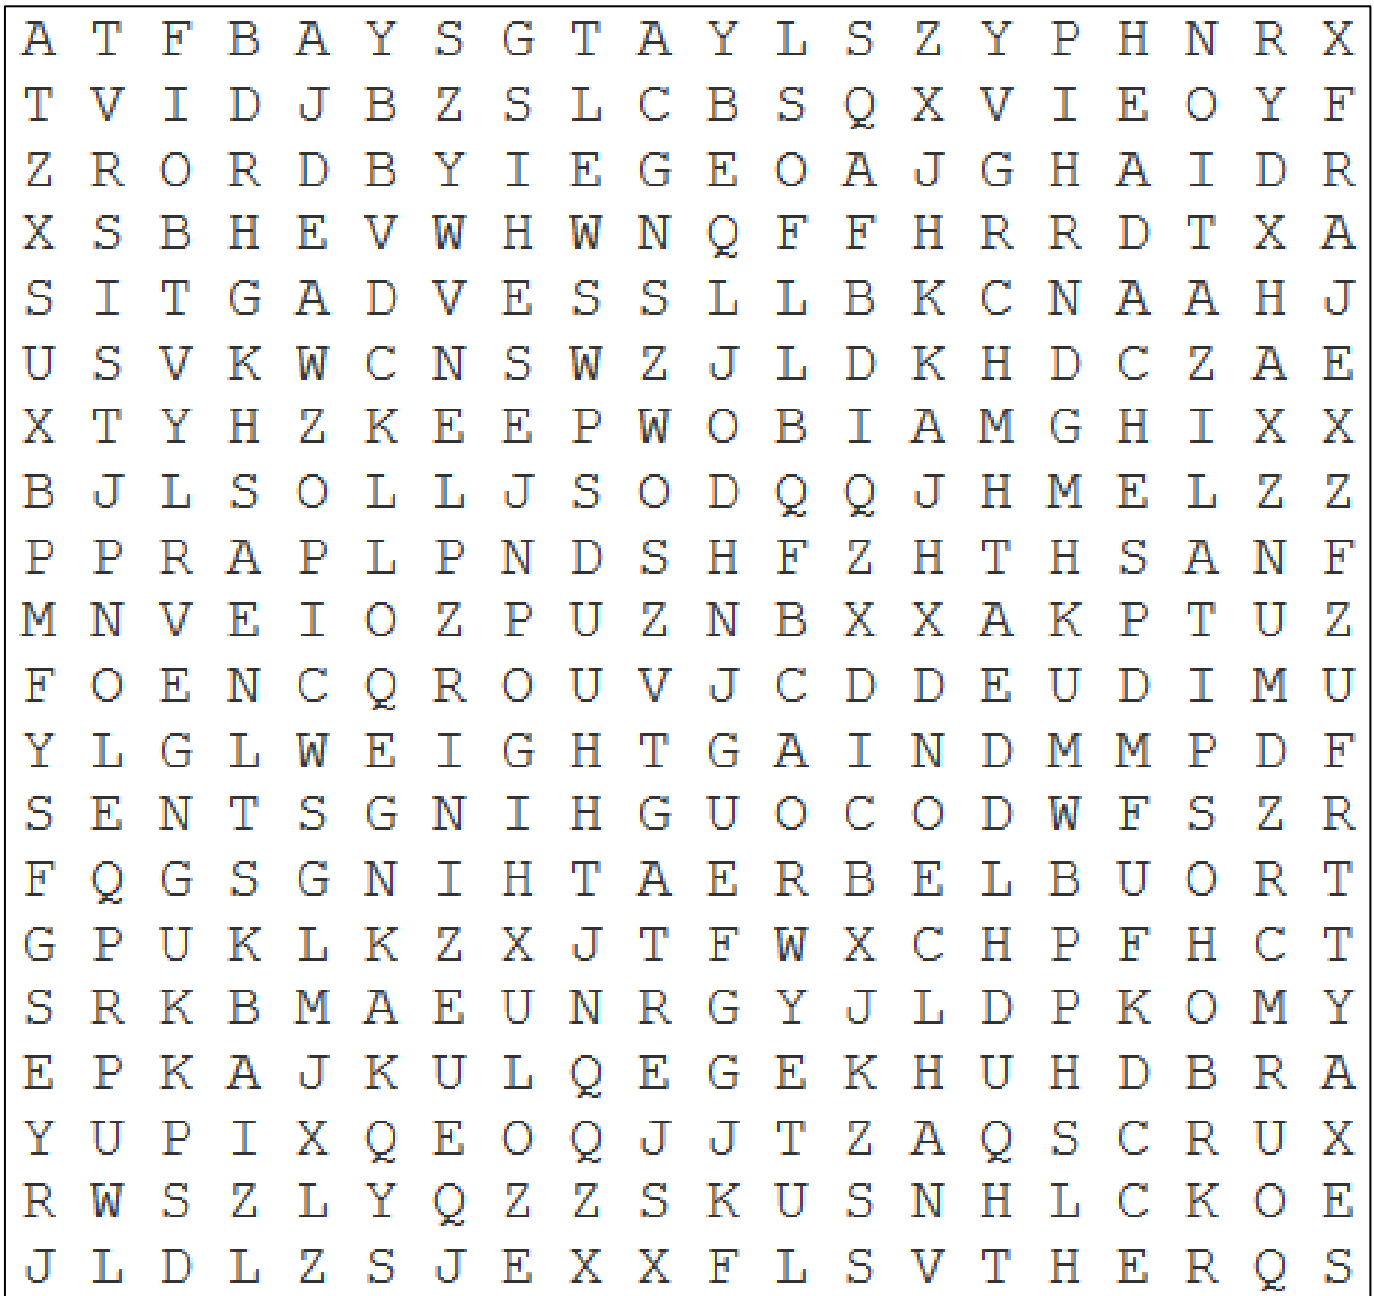 A T F B A Y S G T A Y L S Z Y P H N R X
T V I D J B Z S L C B S Q X V I E O Y F
Z R O R D B Y I E G E O A J G H A I D R
X S B H E V W H W N Q F F H R R D T X A
S I T G A D V E S S L L B K C N A A H J
U S V K W C N S W Z J L D K H D C Z A E
X T Y H Z K E E P W O B I A M G H I X X
B J L S O L L J S O D Q Q J H M E L Z Z
P P R A P L P N D S H F Z H T H S A N F
M N V E I O Z P U Z N B X X A K P T U Z
F O E N C Q R O U V J C D D E U D I M U
Y L G L W E I G H T G A I N D M M P D F
S E N T S G N I H G U O C O D W F S Z R
F Q G S G N I H T A E R B E L B U O R T
G P U K L K Z X J T F W X C H P F H C T
S R K B M A E U N R G Y J L D P K O M Y
E P K A J K U L Q E G E K H U H D B R A
Y U P I X Q E O Q J J T Z A Q S C R U X
R W S Z L Y Q Z Z S K U S N H L C K O E
J L D L Z S J E X X F L S V T H E R Q S